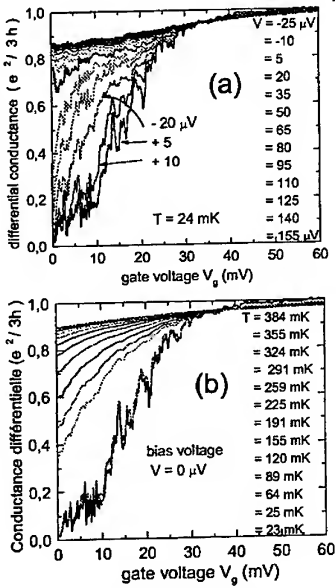 differential conductance (e²/3h)
1,0
0,8
0,6
0,4
0,2
0,0
(a)
V = -25 µV
= -10
= 5
= 20
= 35
= 50
= 65
= 80
= 95
= 110
= 125
= 140
= 155 µV
-20 µV
+ 5
+ 10
T = 24 mK
0 10 20 30 40 50 60
gate voltage Vg (mV)
Conductance différentielle (e²/3h)
1,0
0,8
0,6
0,4
0,2
0,0
(b)
T = 384 mK
= 355 mK
= 324 mK
= 291 mK
= 259 mK
= 225 mK
= 191 mK
= 155 mK
= 120 mK
= 89 mK
= 64 mK
= 25 mK
= 23 mK
bias voltage
V = 0 µV
0 10 20 30 40 50 60
gate voltage Vg (mV)